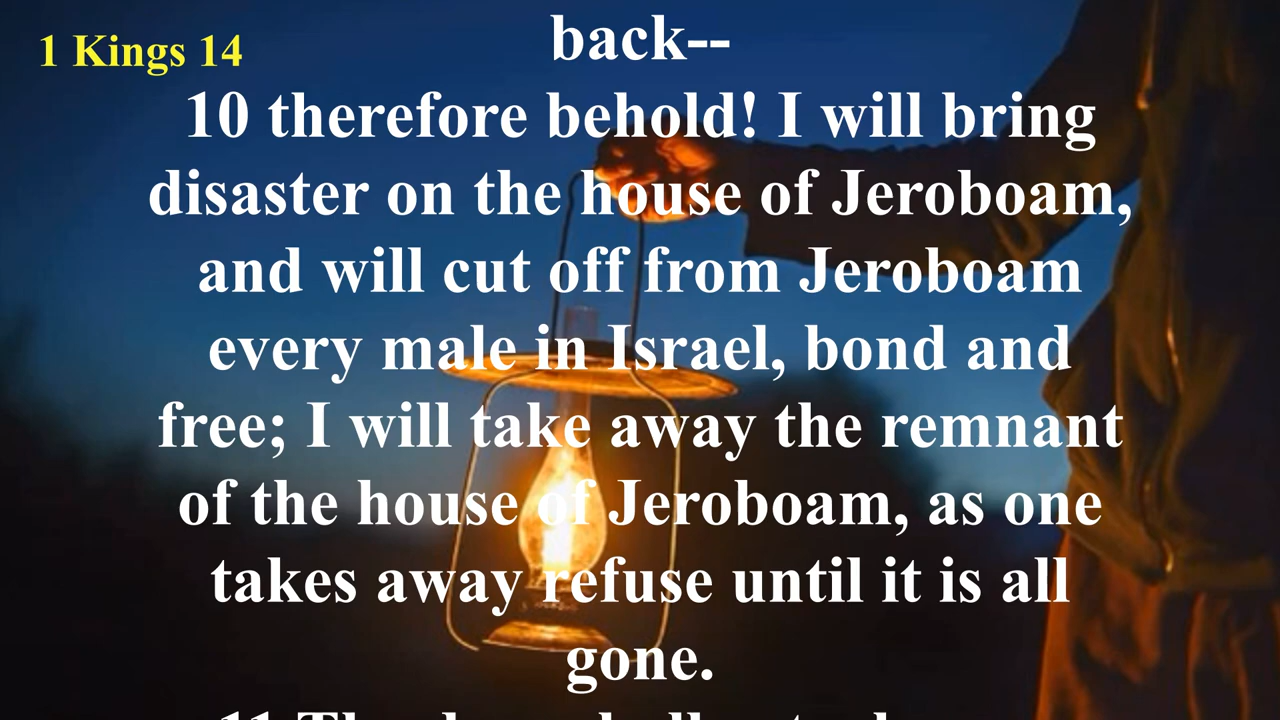 1 Kings 14
back--
10 therefore behold! I will bring
disaster on the house of Jeroboam,
and will cut off from Jeroboam
every male in Israel, bond and
free; I will take away the remnant
of the house of Jeroboam, as one
takes away refuse until it is all
gone.